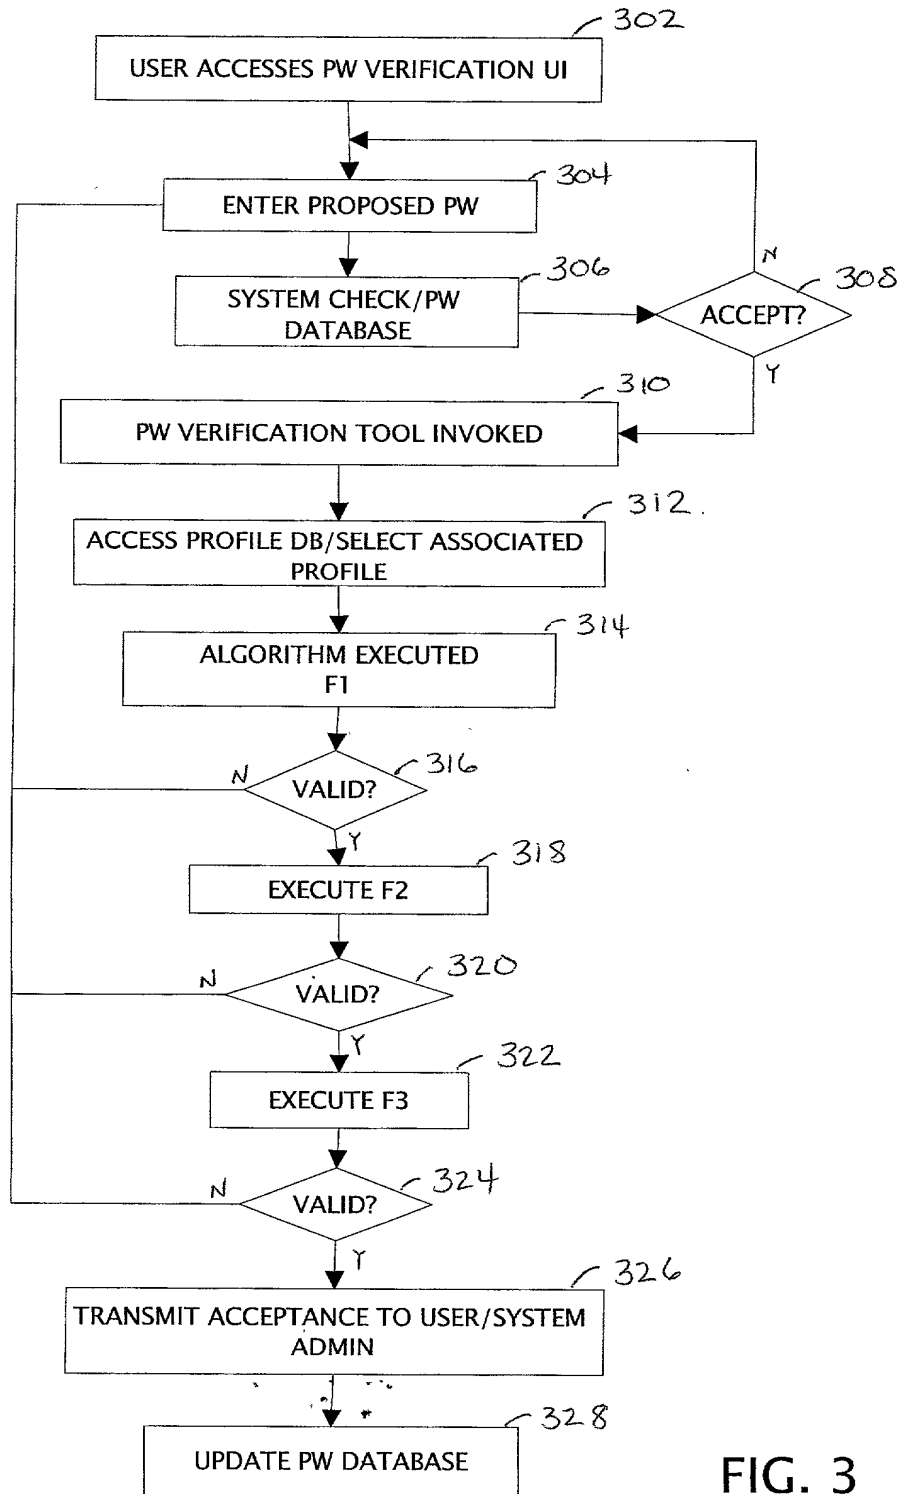 302
USER ACCESSES PW VERIFICATION UI
304
ENTER PROPOSED PW
306
SYSTEM CHECK/PW
DATABASE
N
308
ACCEPT?
Y
310
PW VERIFICATION TOOL INVOKED
312
ACCESS PROFILE DB/SELECT ASSOCIATED
PROFILE
314
ALGORITHM EXECUTED
F1
316
N
VALID?
Y
318
EXECUTE F2
320
N
VALID?
Y
322
EXECUTE F3
324
N
VALID?
Y
326
TRANSMIT ACCEPTANCE TO USER/SYSTEM
ADMIN
328
UPDATE PW DATABASE
FIG. 3